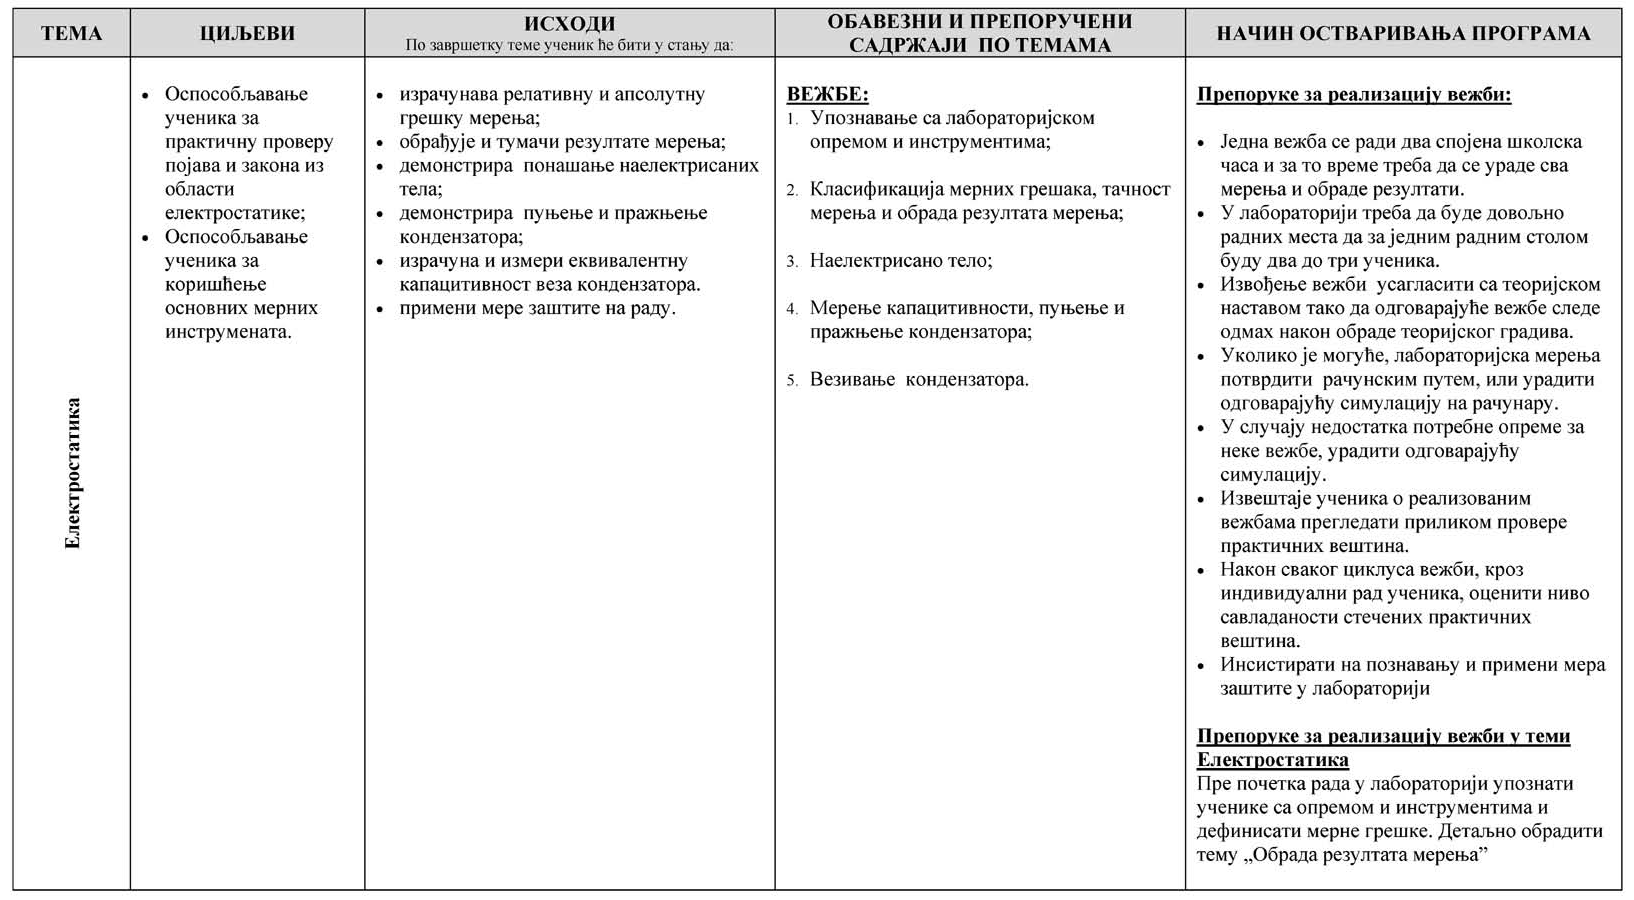 ТЕМА
ЦИЉЕВИ
ИСХОДИ
По завршетку теме ученик ће бити у стању да:
ОБАВЕЗНИ И ПРЕПОРУЧЕНИ
САДРЖАЈИ ПО ТЕМАМА
НАЧИН ОСТВАРИВАЊА ПРОГРАМА
Електростатика
• Оспособљавање
ученика за
практичну проверу
појава и закона из
области
електростатике;
• Оспособљавање
ученика за
коришћење
основних мерних
инструмената.
• израчунава релативну и апсолутну
грешку мерења;
• обрађује и тумачи резултате мерења;
• демонстрира понашање наелектрисаних
тела;
• демонстрира пуњење и пражњење
кондензатора;
• израчуна и измери еквивалентну
капацитивност веза кондензатора.
• примени мере заштите на раду.
ВЕЖБЕ:
1. Упознавање са лабораторијском
опремом и инструментима;
2. Класификација мерних грешака, тачност
мерења и обрада резултата мерења;
3. Наелектрисано тело;
4. Мерење капацитивности, пуњење и
пражњење кондензатора;
5. Везивање кондензатора.
Препоруке за реализацију вежби:
• Једна вежба се ради два спојена школска
часа и за то време треба да се ураде сва
мерења и обраде резултати.
• У лабораторији треба да буде довољно
радних места да за једним радним столом
буду два до три ученика.
• Извођење вежби усагласити са теоријском
наставом тако да одговарајуће вежбе следе
одмах након обраде теоријског градива.
• Уколико је могуће, лабораторијска мерења
потврдити рачунским путем, или урадити
одговарајућу симулацију на рачунару.
• У случају недостатка потребне опреме за
неке вежбе, урадити одговарајућу
симулацију.
• Извештаје ученика о реализованим
вежбама прегледати приликом провере
практичних вештина.
• Након сваког циклуса вежби, кроз
индивидуални рад ученика, оценити ниво
савладаности стечених практичних
вештина.
• Инсистирати на познавању и примени мера
заштите у лабораторији
Препоруке за реализацију вежби у теми
Електростатика
Пре почетка рада у лабораторији упознати
ученике са опремом и инструментима и
дефинисати мерне грешке. Детаљно обрадити
тему „Обрада резултата мерења”